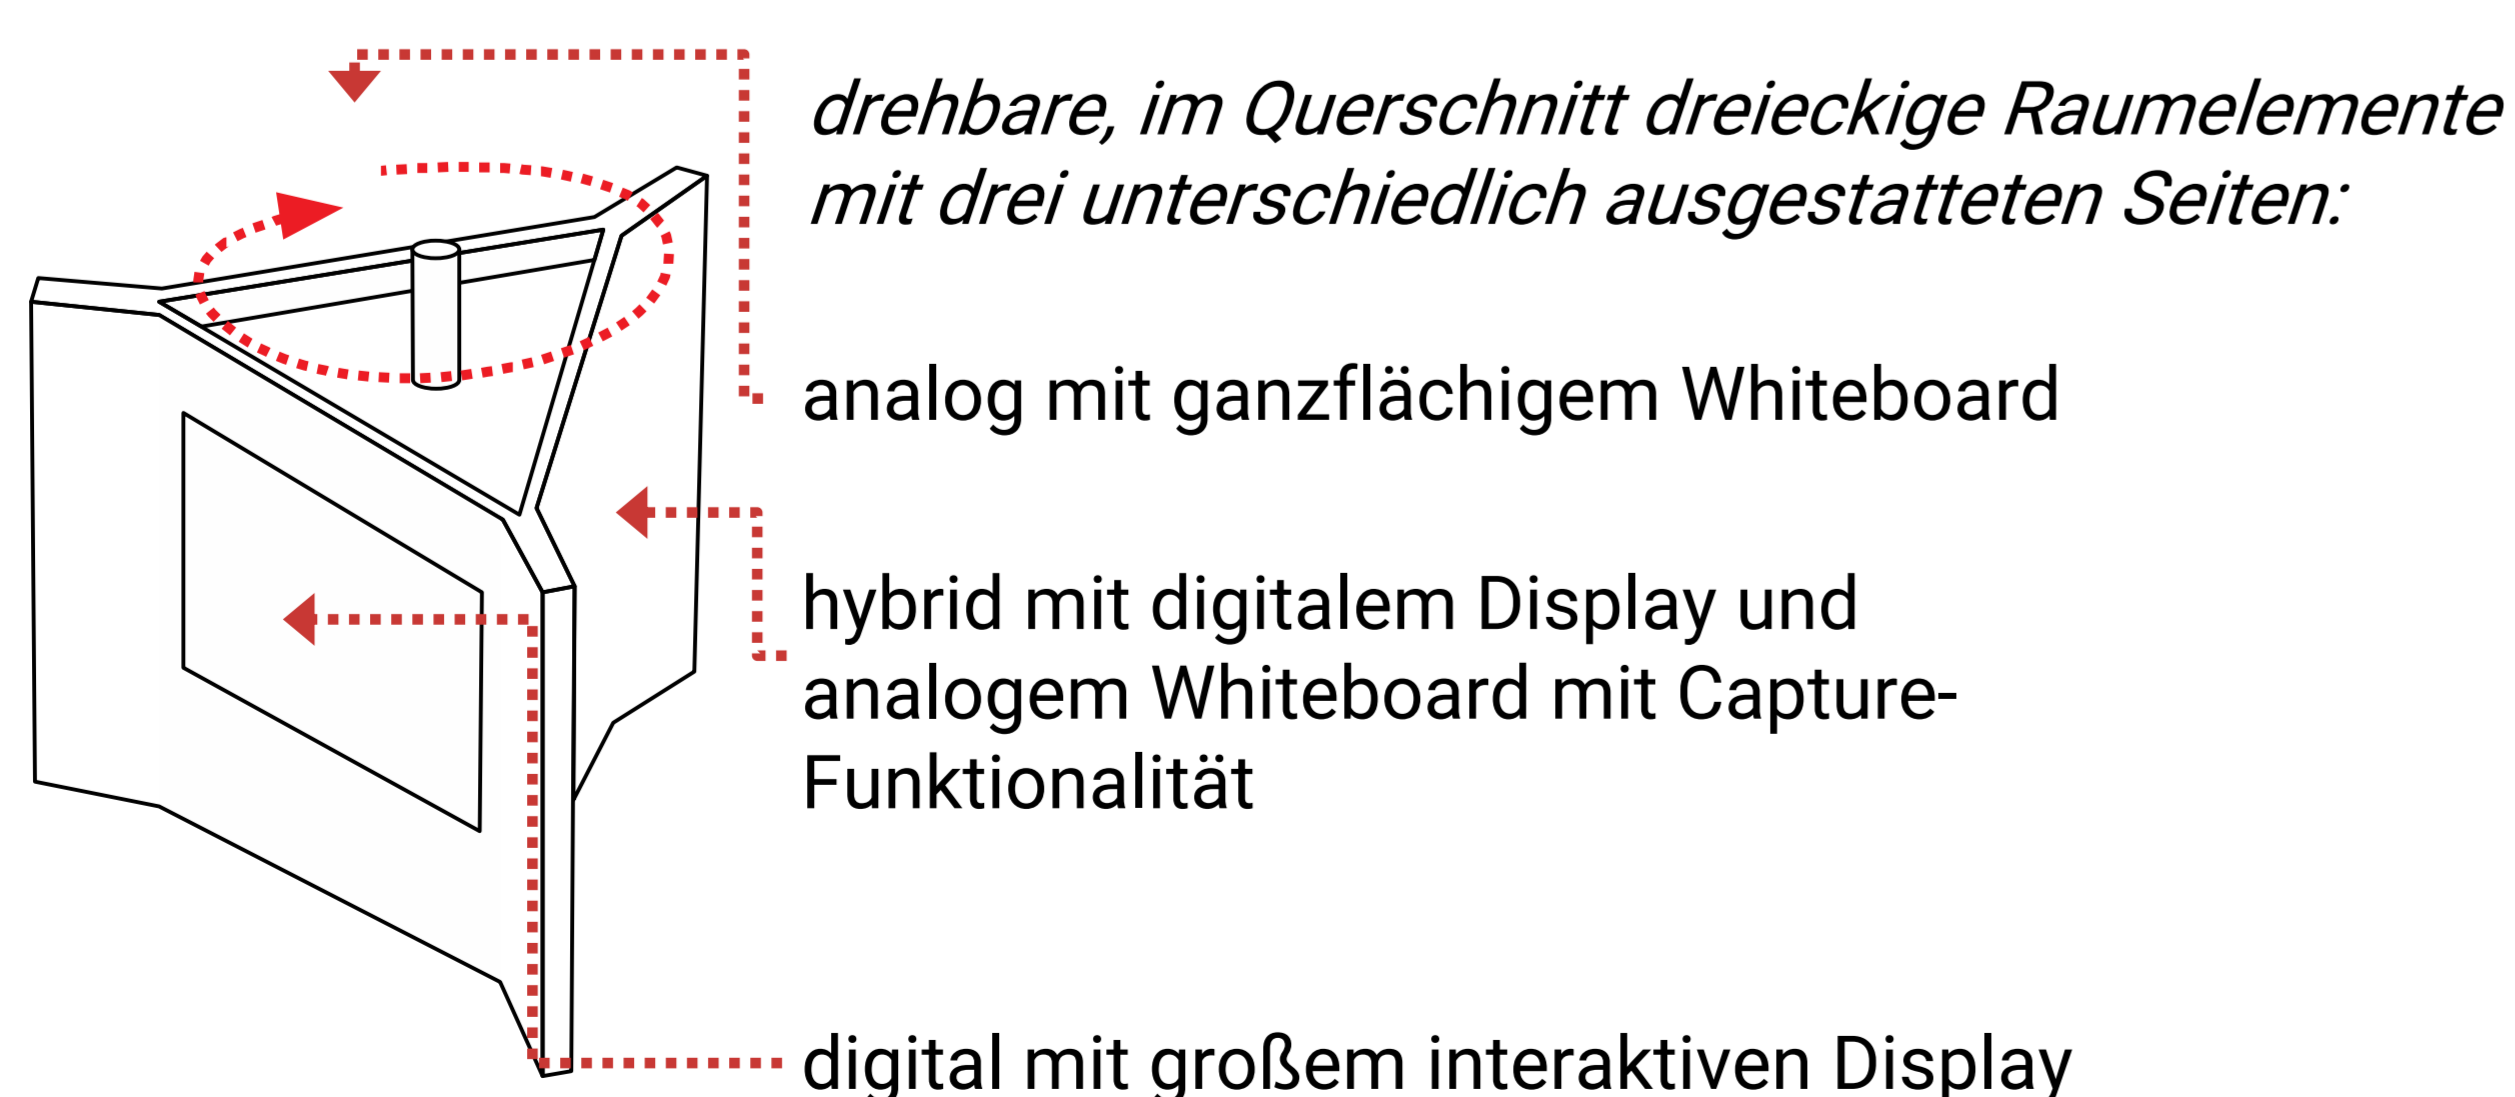 drehbare, im Querschnitt dreieckige Raumelemente
mit drei unterschiedlich ausgestatteten Seiten:
analog mit ganzflächigem Whiteboard
hybrid mit digitalem Display und
analogem Whiteboard mit Capture-
Funktionalität
digital mit großem interaktiven Display